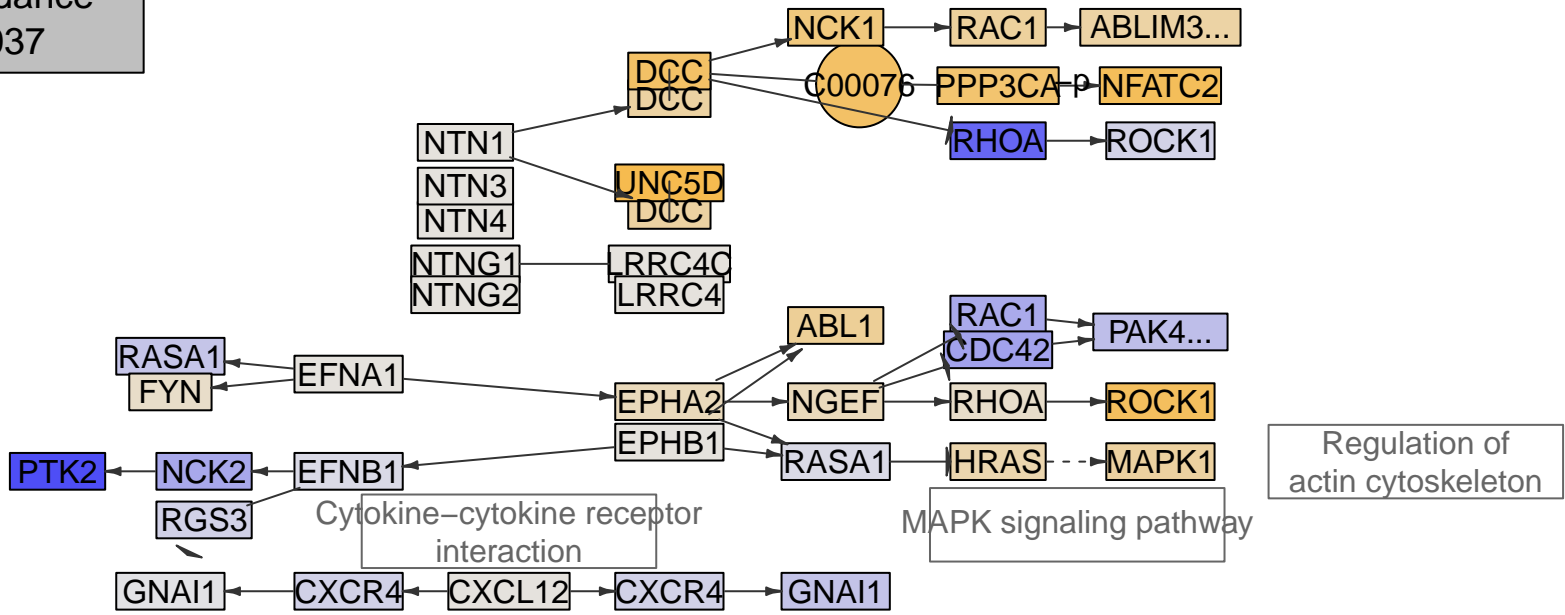 037
NCK1
RAC1
ABLIM3...
DCC
DCC
C00076
PPP3CA
–p
NFATC2
NTN1
RHOA
ROCK1
NTN3
NTN4
UNC5D
DCC
NTNG1
NTNG2
LRRC4C
LRRC4
ABL1
RAC1
CDC42
PAK4...
RASA1
FYN
EFNA1
EPHA2
NGEF
RHOA
ROCK1
EPHB1
PTK2
NCK2
EFNB1
RASA1
HRAS
MAPK1
Regulation of
actin cytoskeleton
RGS3
Cytokine–cytokine receptor
interaction
MAPK signaling pathway
GNAI1
CXCR4
CXCL12
CXCR4
GNAI1